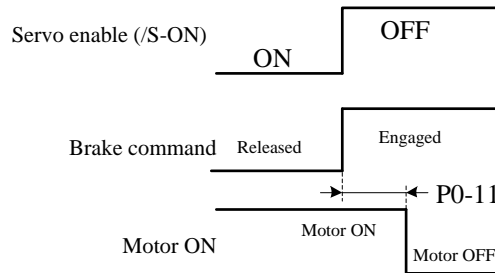 Servo enable (/S-ON)
ON
OFF
Brake command
Released
Engaged
P0-11
Motor ON
Motor ON
Motor OFF